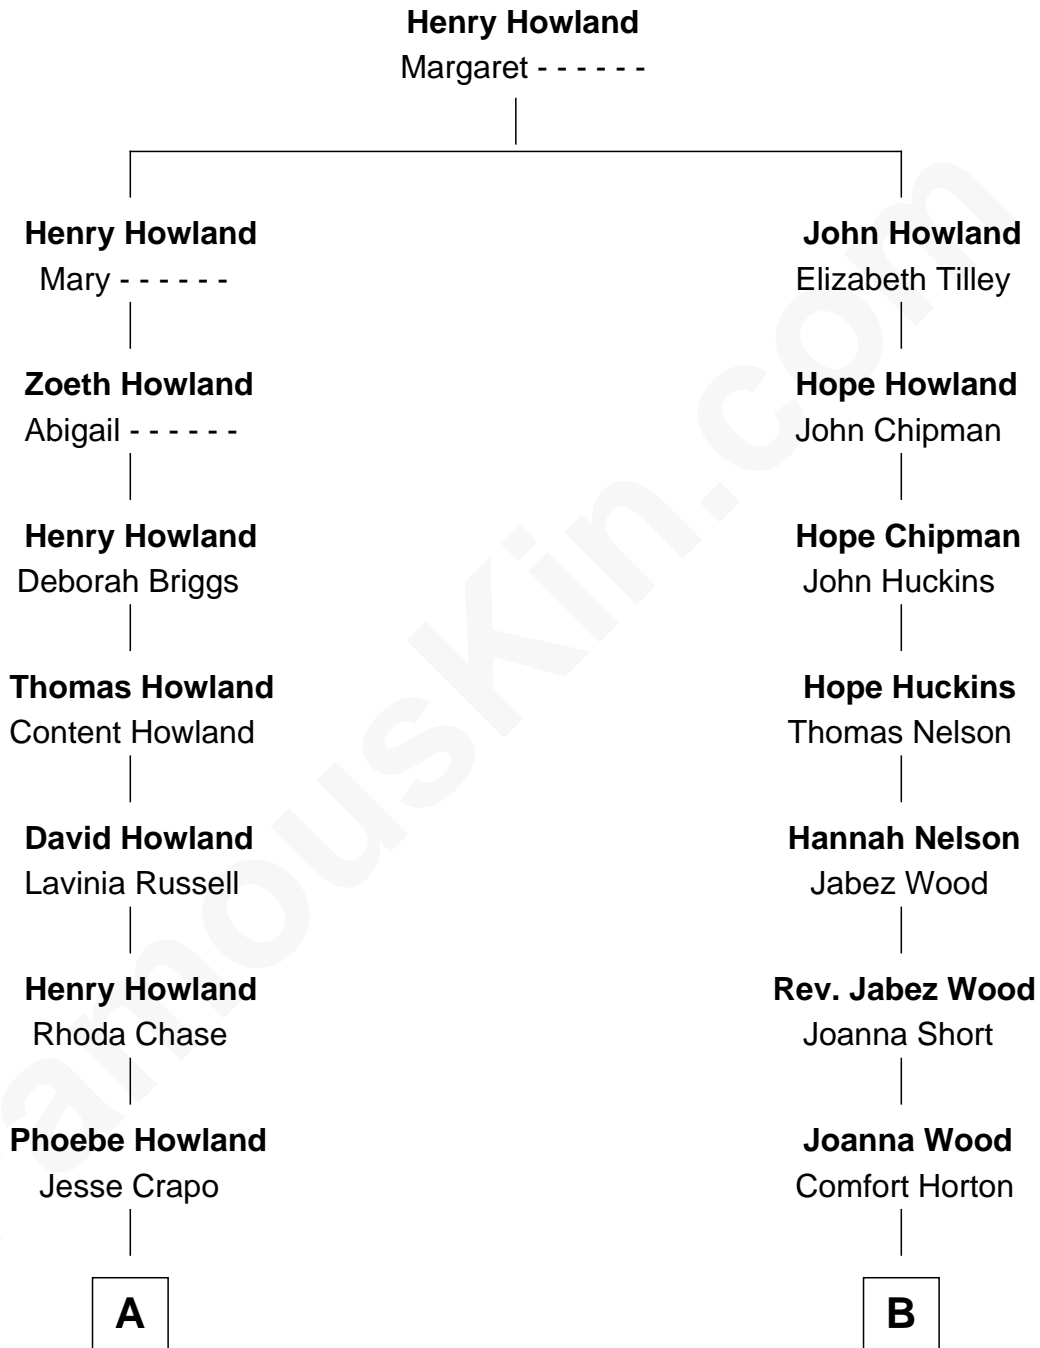 Henry Howland
Margaret - - - - - -
Henry Howland
Mary - - - - - -
Zoeth Howland
Abigail - - - - - -
Henry Howland
Deborah Briggs
Thomas Howland
Content Howland
David Howland
Lavinia Russell
Henry Howland
Rhoda Chase
Phoebe Howland
Jesse Crapo
A
John Howland
Elizabeth Tilley
Hope Howland
John Chipman
Hope Chipman
John Huckins
Hope Huckins
Thomas Nelson
Hannah Nelson
Jabez Wood
Rev. Jabez Wood
Joanna Short
Joanna Wood
Comfort Horton
B
amousKin.com